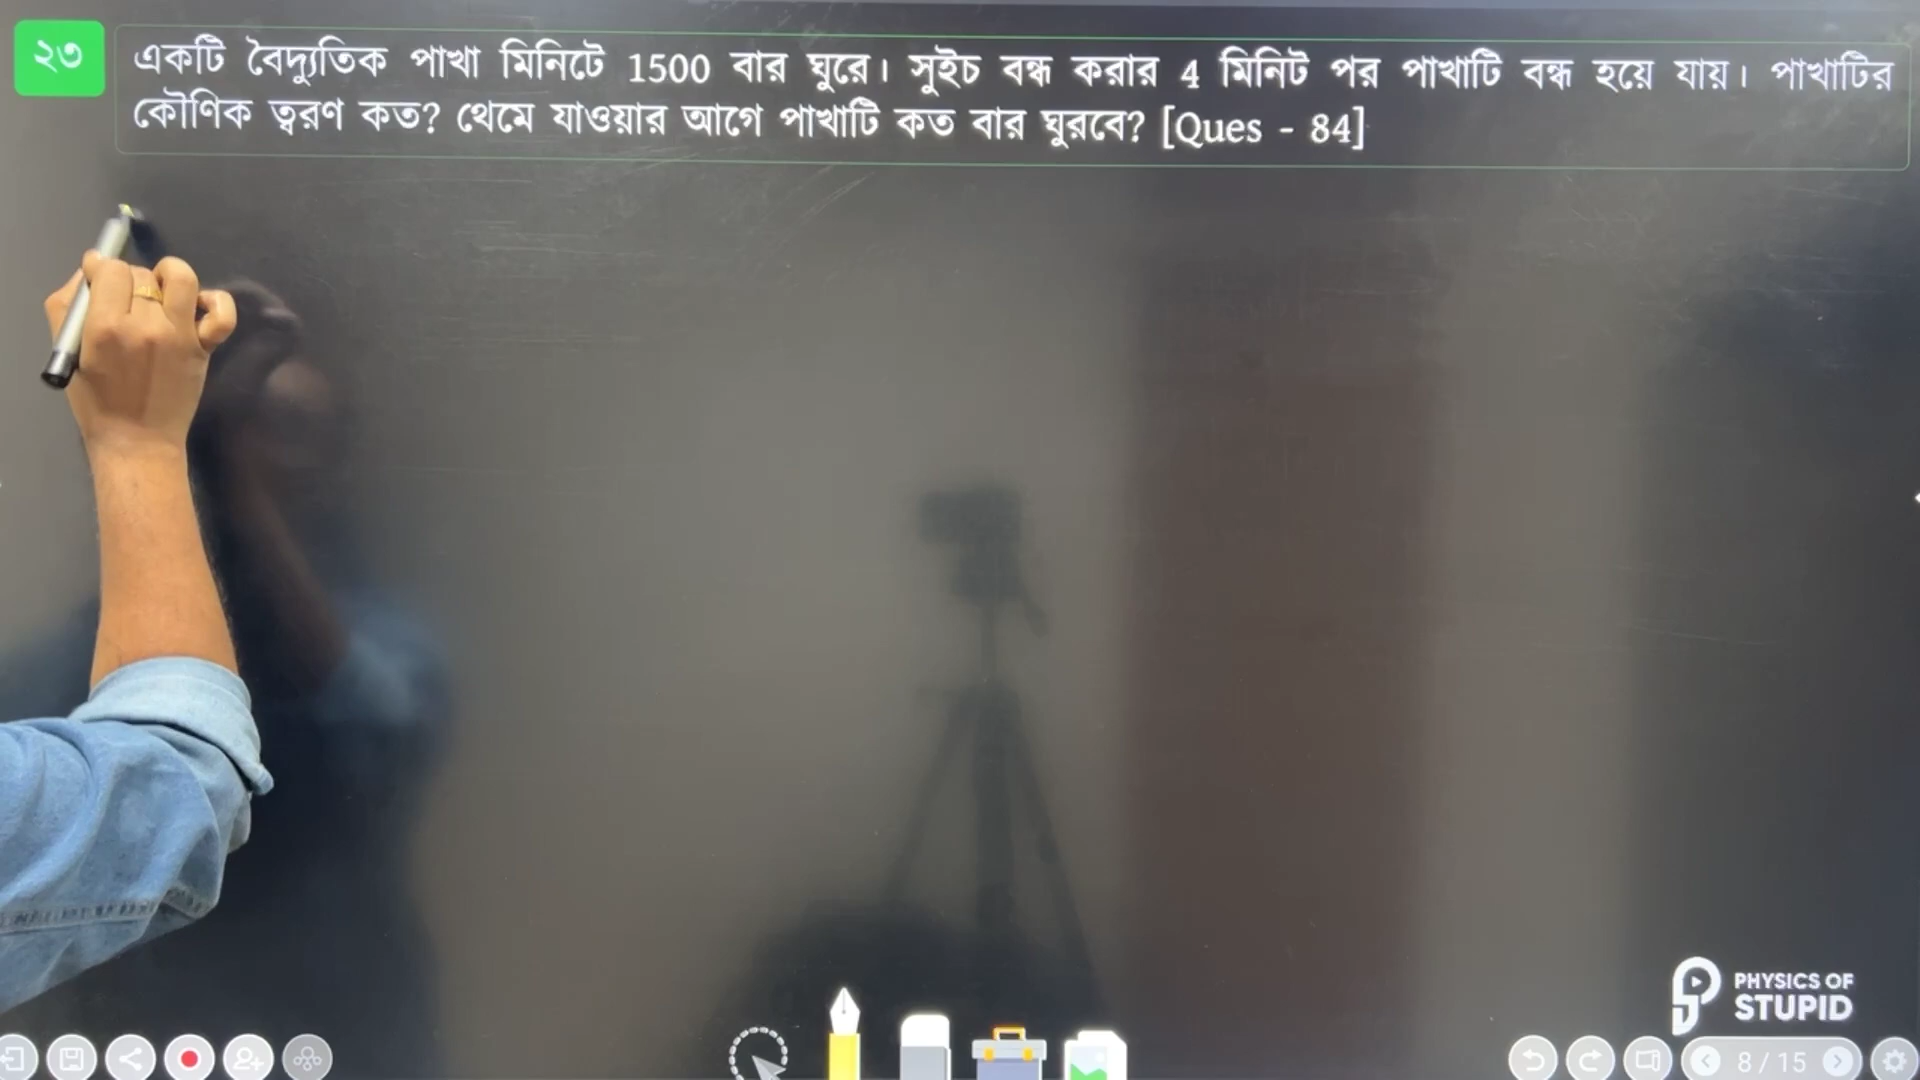 ২৩
একটি বৈদ্যুতিক পাখা মিনিটে 1500 বার ঘুরে। সুইচ বন্ধ করার 4 মিনিট পর পাখাটি বন্ধ হয়ে যায়। পাখাটির
কৌণিক ত্বরণ কত? থেমে যাওয়ার আগে পাখাটি কত বার ঘুরবে? [Ques - 84]
PHYSICS OF
STUPID
8 / 15